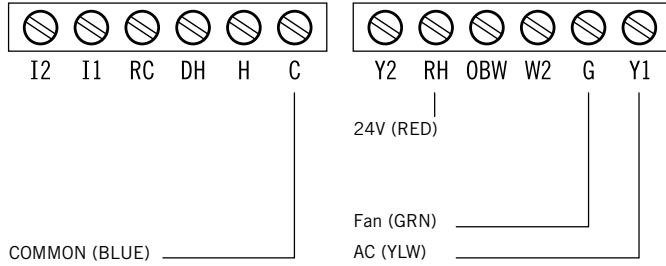 I2 I1 RC DH H C Y2 RH OBW W2 G Y1
24V (RED)
Fan (GRN)
COMMON (BLUE) AC (YLW)